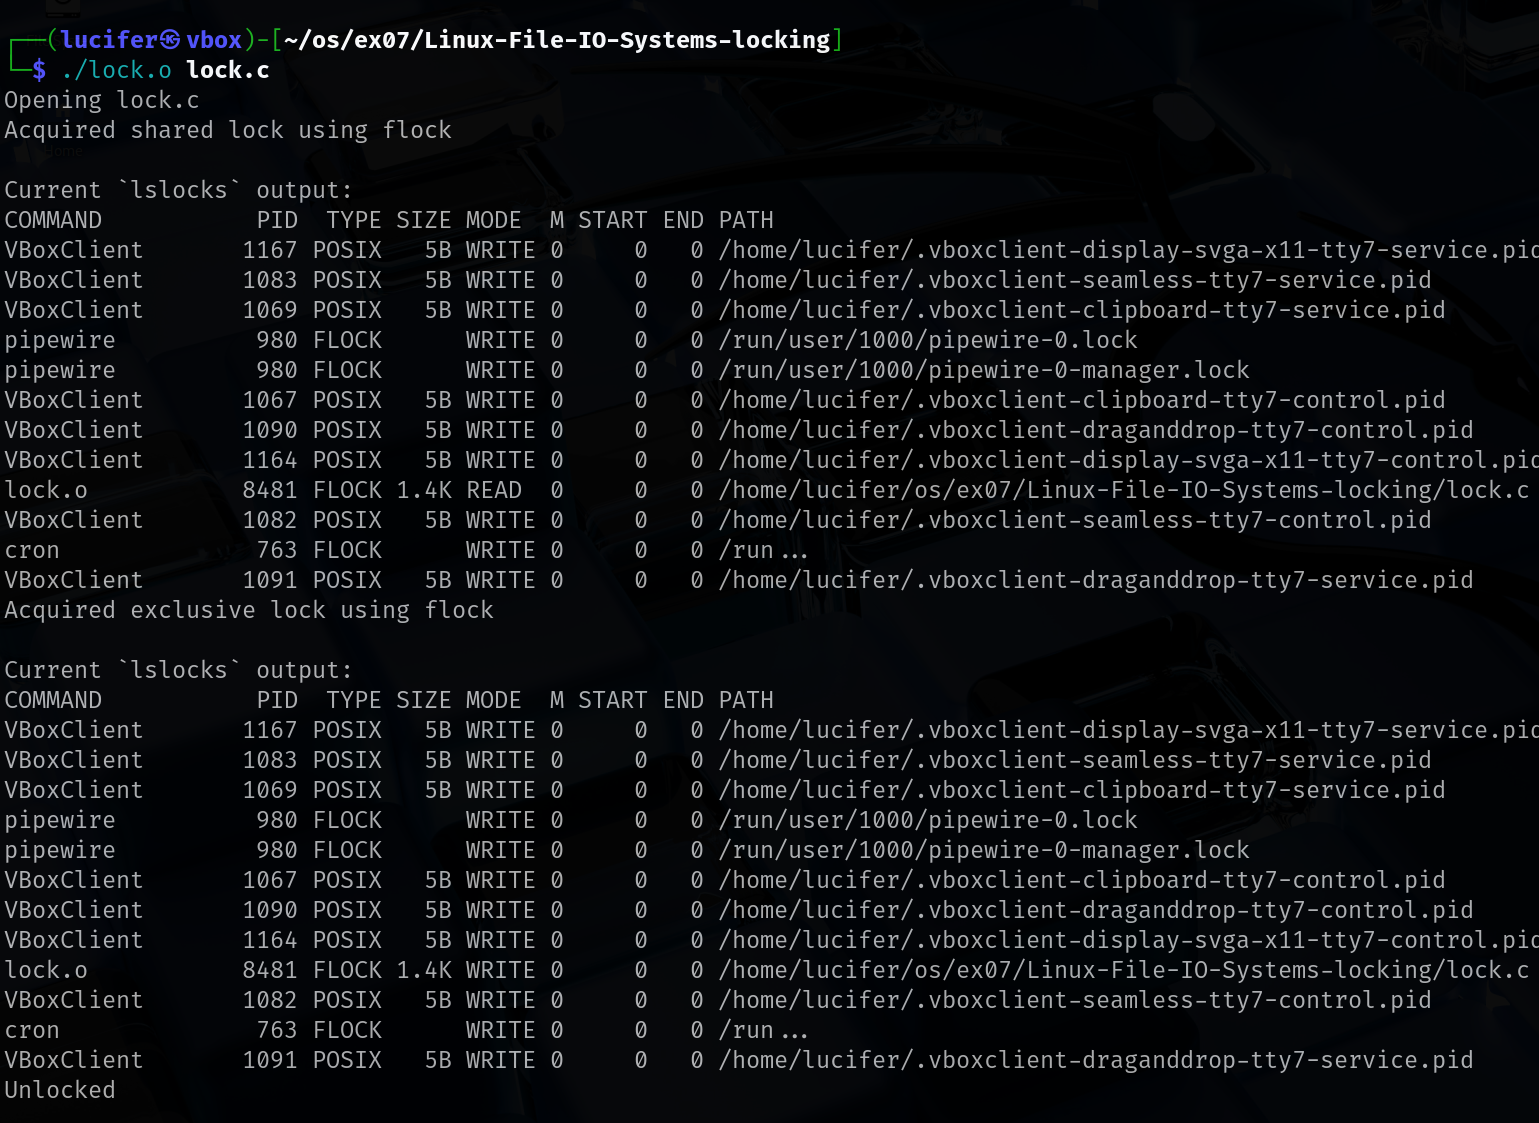 ┌──(lucifer㉿vbox)-[~/os/ex07/Linux-File-IO-Systems-locking]
└─$ ./lock.o lock.c
Opening lock.c
Acquired shared lock using flock
Home
Current `lslocks` output:
COMMAND           PID  TYPE SIZE MODE  M START END PATH
VBoxClient       1167 POSIX   5B WRITE 0     0   0 /home/lucifer/.vboxclient-display-svga-x11-tty7-service.pid
VBoxClient       1083 POSIX   5B WRITE 0     0   0 /home/lucifer/.vboxclient-seamless-tty7-service.pid
VBoxClient       1069 POSIX   5B WRITE 0     0   0 /home/lucifer/.vboxclient-clipboard-tty7-service.pid
pipewire          980 FLOCK      WRITE 0     0   0 /run/user/1000/pipewire-0.lock
pipewire          980 FLOCK      WRITE 0     0   0 /run/user/1000/pipewire-0-manager.lock
VBoxClient       1067 POSIX   5B WRITE 0     0   0 /home/lucifer/.vboxclient-clipboard-tty7-control.pid
VBoxClient       1090 POSIX   5B WRITE 0     0   0 /home/lucifer/.vboxclient-draganddrop-tty7-control.pid
VBoxClient       1164 POSIX   5B WRITE 0     0   0 /home/lucifer/.vboxclient-display-svga-x11-tty7-control.pid
lock.o           8481 FLOCK 1.4K READ  0     0   0 /home/lucifer/os/ex07/Linux-File-IO-Systems-locking/lock.c
VBoxClient       1082 POSIX   5B WRITE 0     0   0 /home/lucifer/.vboxclient-seamless-tty7-control.pid
cron              763 FLOCK      WRITE 0     0   0 /run...
VBoxClient       1091 POSIX   5B WRITE 0     0   0 /home/lucifer/.vboxclient-draganddrop-tty7-service.pid
Acquired exclusive lock using flock
Current `lslocks` output:
COMMAND           PID  TYPE SIZE MODE  M START END PATH
VBoxClient       1167 POSIX   5B WRITE 0     0   0 /home/lucifer/.vboxclient-display-svga-x11-tty7-service.pid
VBoxClient       1083 POSIX   5B WRITE 0     0   0 /home/lucifer/.vboxclient-seamless-tty7-service.pid
VBoxClient       1069 POSIX   5B WRITE 0     0   0 /home/lucifer/.vboxclient-clipboard-tty7-service.pid
pipewire          980 FLOCK      WRITE 0     0   0 /run/user/1000/pipewire-0.lock
pipewire          980 FLOCK      WRITE 0     0   0 /run/user/1000/pipewire-0-manager.lock
VBoxClient       1067 POSIX   5B WRITE 0     0   0 /home/lucifer/.vboxclient-clipboard-tty7-control.pid
VBoxClient       1090 POSIX   5B WRITE 0     0   0 /home/lucifer/.vboxclient-draganddrop-tty7-control.pid
VBoxClient       1164 POSIX   5B WRITE 0     0   0 /home/lucifer/.vboxclient-display-svga-x11-tty7-control.pid
lock.o           8481 FLOCK 1.4K WRITE 0     0   0 /home/lucifer/os/ex07/Linux-File-IO-Systems-locking/lock.c
VBoxClient       1082 POSIX   5B WRITE 0     0   0 /home/lucifer/.vboxclient-seamless-tty7-control.pid
cron              763 FLOCK      WRITE 0     0   0 /run...
VBoxClient       1091 POSIX   5B WRITE 0     0   0 /home/lucifer/.vboxclient-draganddrop-tty7-service.pid
Unlocked